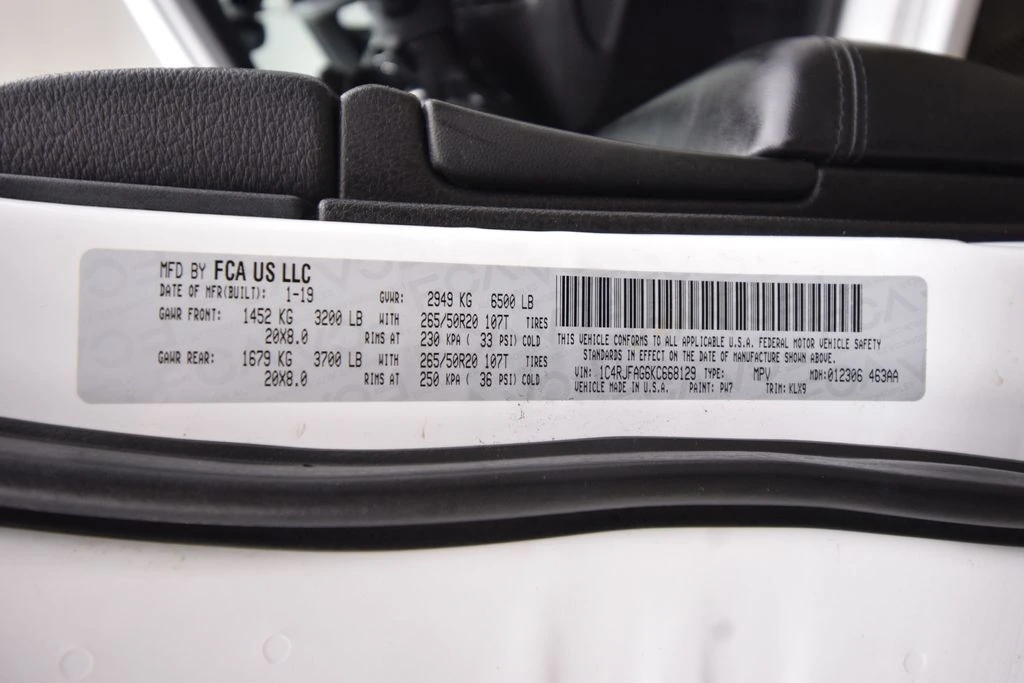 MFD BY FCA US LLC
DATE OF MFR(BUILT): 1-19 GVWR: 2949 KG 6500 LB
GAWR FRONT: 1452 KG 3200 LB WITH 265/50R20 107T TIRES
20X8.0 RIMS AT 230 KPA ( 33 PSI) COLD
GAWR REAR: 1679 KG 3700 LB WITH 265/50R20 107T TIRES
20X8.0 RIMS AT 250 KPA ( 36 PSI) COLD
THIS VEHICLE CONFORMS TO ALL APPLICABLE U.S.A. FEDERAL MOTOR VEHICLE SAFETY
STANDARDS IN EFFECT ON THE DATE OF MANUFACTURE SHOWN ABOVE.
VIN: 1C4RJFAG6KC668129 TYPE: MPV MDH: 012306 463AA
VEHICLE MADE IN U.S.A. PAINT: PW7 TRIM: KLX9